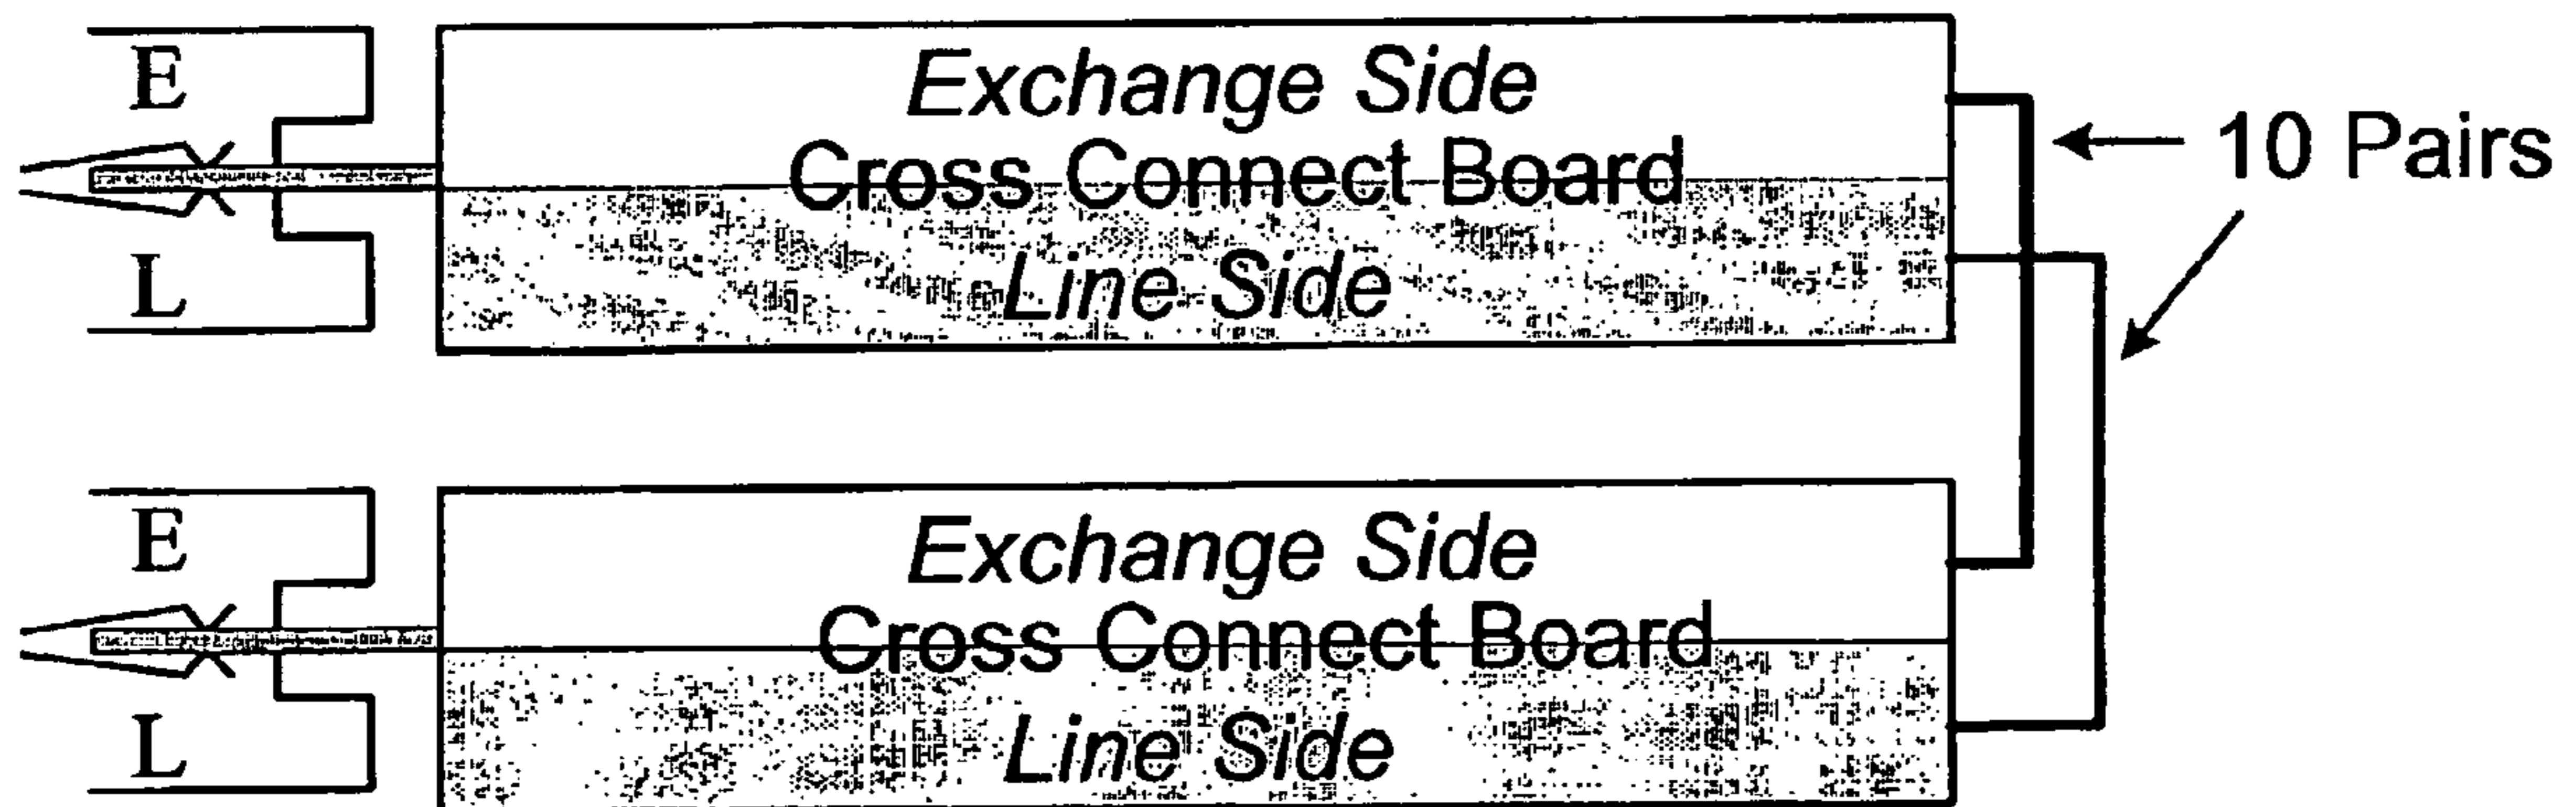 E
Exchange Side
Cross Connect Board
10 Pairs
L
Line Side
E
Exchange Side
Cross Connect Board
L
Line Side